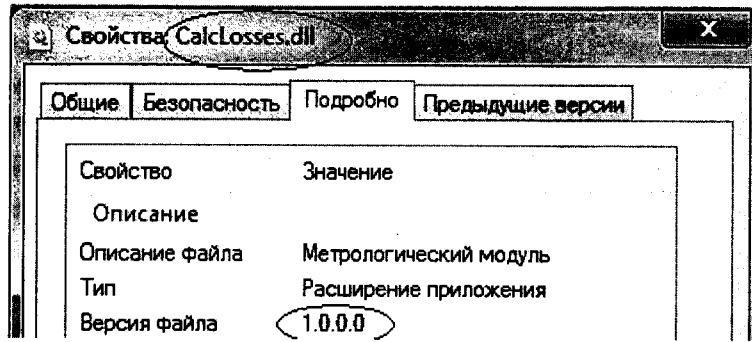 Свойства: CalcLosses.dll
Общие Безопасность Подробно Предыдущие версии
Свойство Значение
Описание
Описание файла Метрологический модуль
Тип Расширение приложения
Версия файла 1.0.0.0